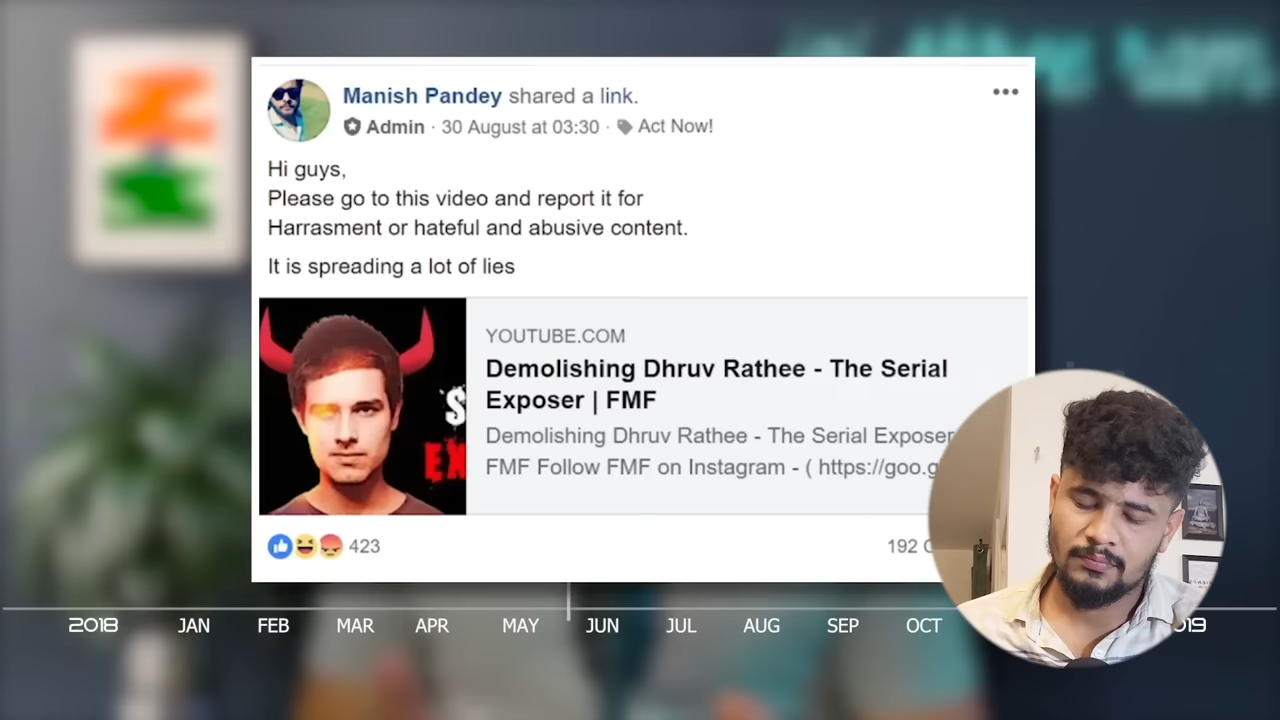 Manish Pandey shared a link.
Admin · 30 August at 03:30 · Act Now!
Hi guys,
Please go to this video and report it for
Harrasment or hateful and abusive content.
It is spreading a lot of lies
YOUTUBE.COM
Demolishing Dhruv Rathee - The Serial
Exposer | FMF
Demolishing Dhruv Rathee - The Serial Exposer
FMF Follow FMF on Instagram - ( https://goo.g
423
192
2018 JAN FEB MAR APR MAY JUN JUL AUG SEP OCT